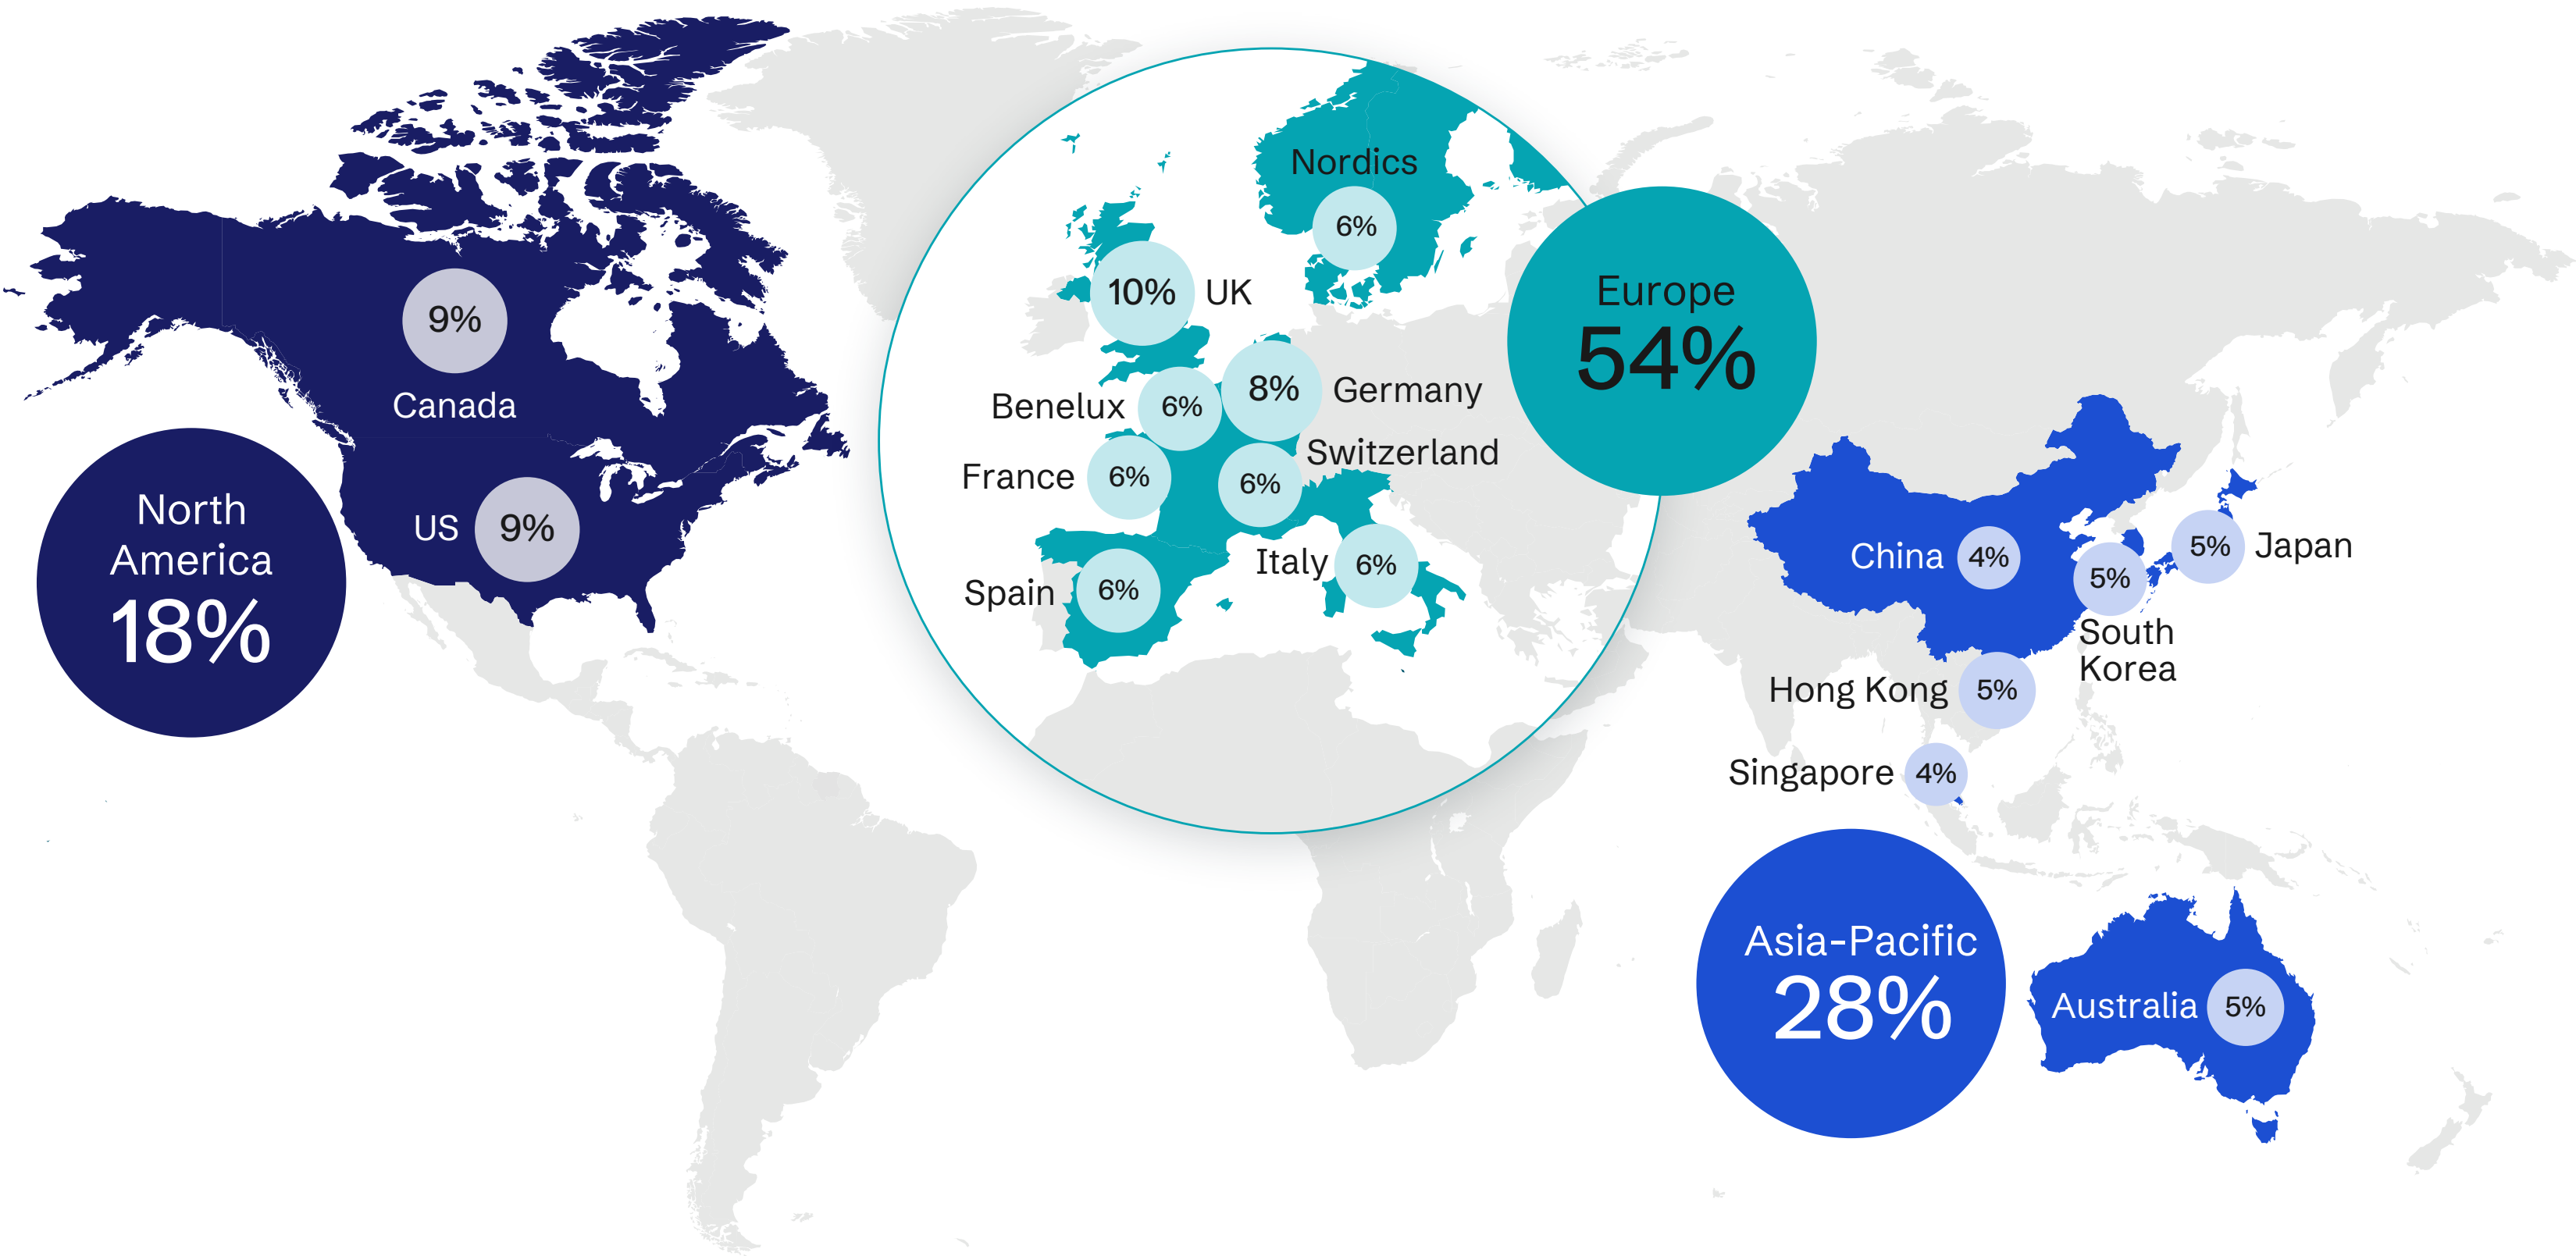 North
America
18%
9%
Canada
US
9%
Nordics
6%
10%
UK
Benelux
6%
8%
Germany
France
6%
6%
Switzerland
Spain
6%
Italy
6%
Europe
54%
China
4%
5%
South
Korea
5%
Japan
Hong Kong
5%
Singapore
4%
Asia-Pacific
28%
Australia
5%